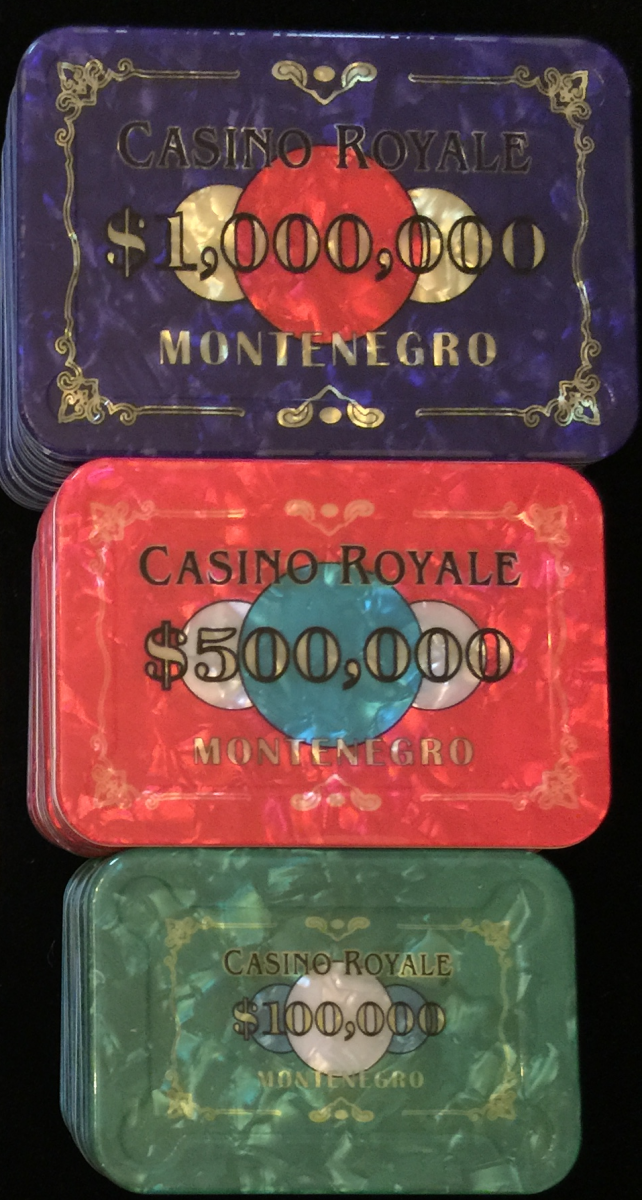 CASINO ROYALE
$1,000,000
MONTENEGRO
CASINO ROYALE
$500,000
MONTENEGRO
CASINO ROYALE
$100,000
MONTENEGRO